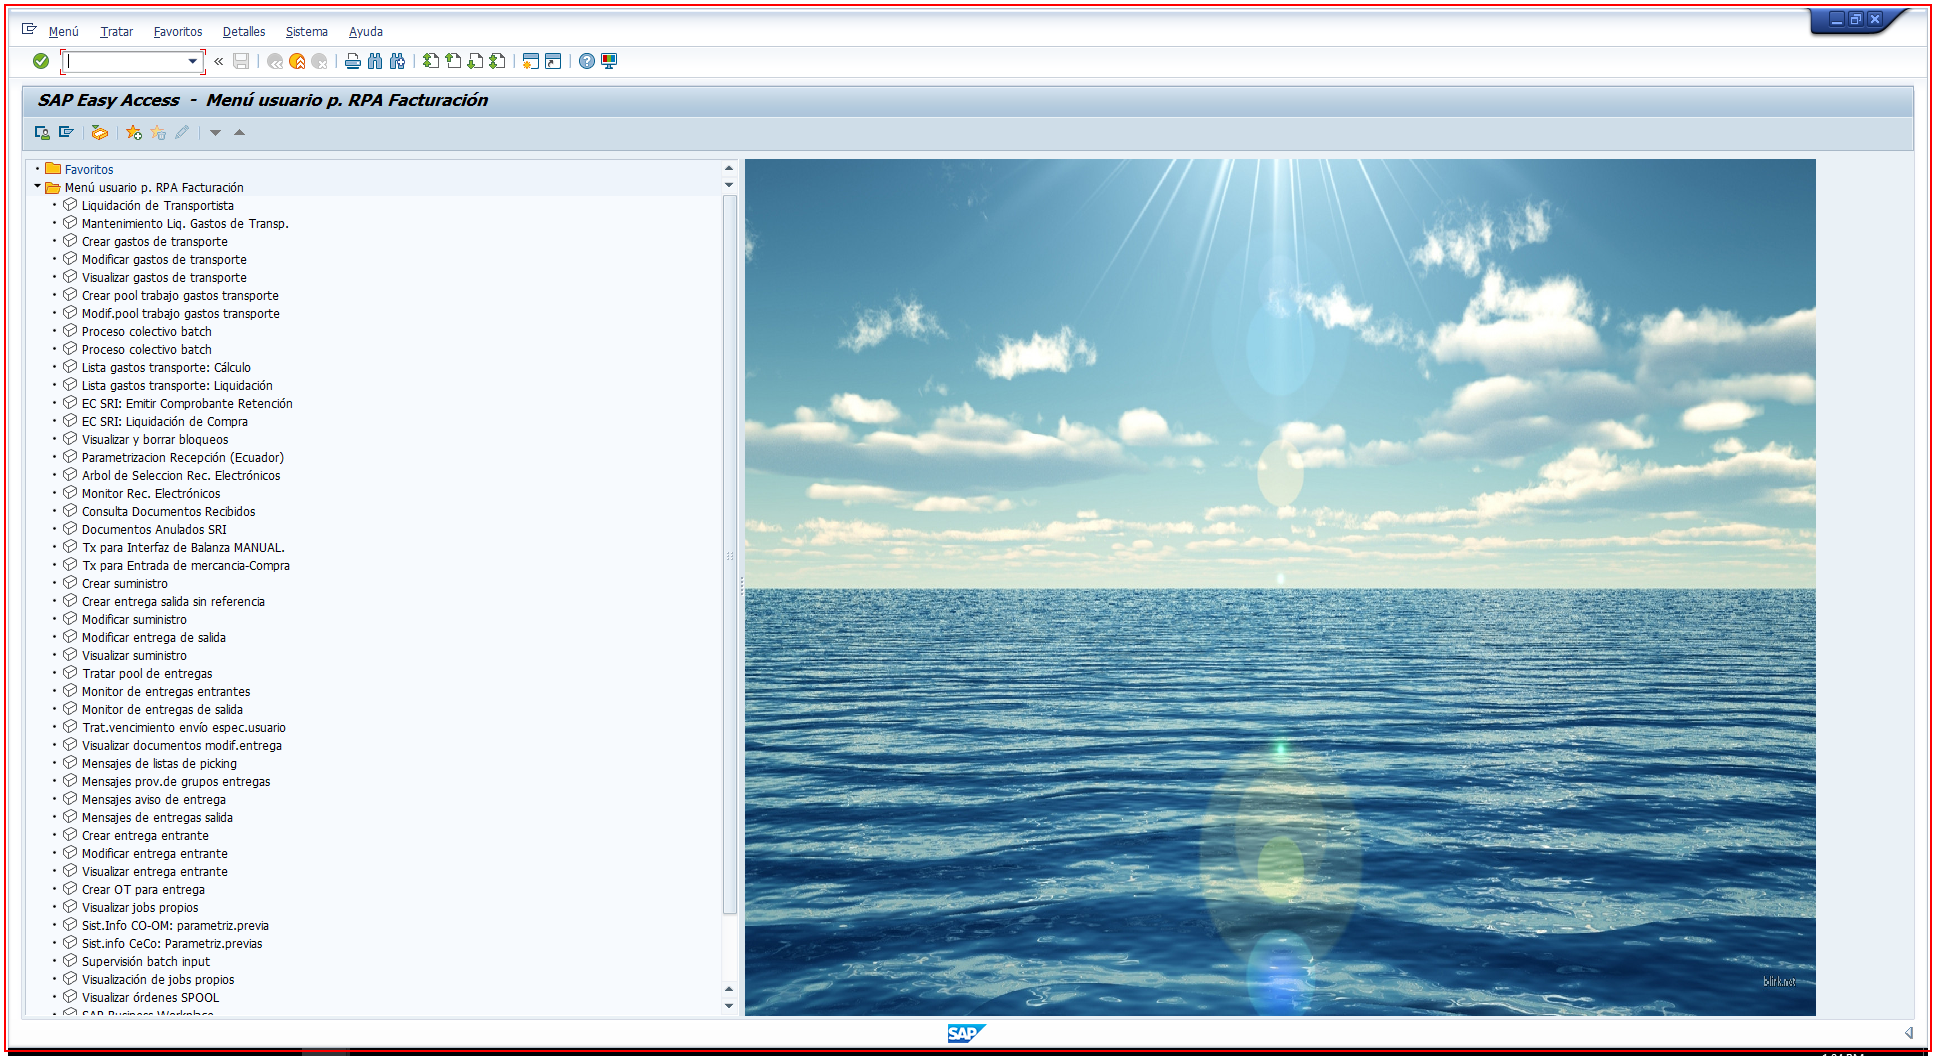 Menú Tratar Favoritos Detalles Sistema Ayuda
SAP Easy Access - Menú usuario p. RPA Facturación
Favoritos
Menú usuario p. RPA Facturación
Liquidación de Transportista
Mantenimiento Liq. Gastos de Transp.
Crear gastos de transporte
Modificar gastos de transporte
Visualizar gastos de transporte
Crear pool trabajo gastos transporte
Modif.pool trabajo gastos transporte
Proceso colectivo batch
Proceso colectivo batch
Lista gastos transporte: Cálculo
Lista gastos transporte: Liquidación
EC SRI: Emitir Comprobante Retención
EC SRI: Liquidación de Compra
Visualizar y borrar bloqueos
Parametrizacion Recepción (Ecuador)
Arbol de Seleccion Rec. Electrónicos
Monitor Rec. Electrónicos
Consulta Documentos Recibidos
Documentos Anulados SRI
Tx para Interfaz de Balanza MANUAL.
Tx para Entrada de mercancia-Compra
Crear suministro
Crear entrega salida sin referencia
Modificar suministro
Modificar entrega de salida
Visualizar suministro
Tratar pool de entregas
Monitor de entregas entrantes
Monitor de entregas de salida
Trat.vencimiento envío espec.usuario
Visualizar documentos modif.entrega
Mensajes de listas de picking
Mensajes prov.de grupos entregas
Mensajes aviso de entrega
Mensajes de entregas salida
Crear entrega entrante
Modificar entrega entrante
Visualizar entrega entrante
Crear OT para entrega
Visualizar jobs propios
Sist.Info CO-OM: parametriz.previa
Sist.info CeCo: Parametriz.previas
Supervisión batch input
Visualización de jobs propios
Visualizar órdenes SPOOL
SAP Business Workplace
blirk.net
SAP